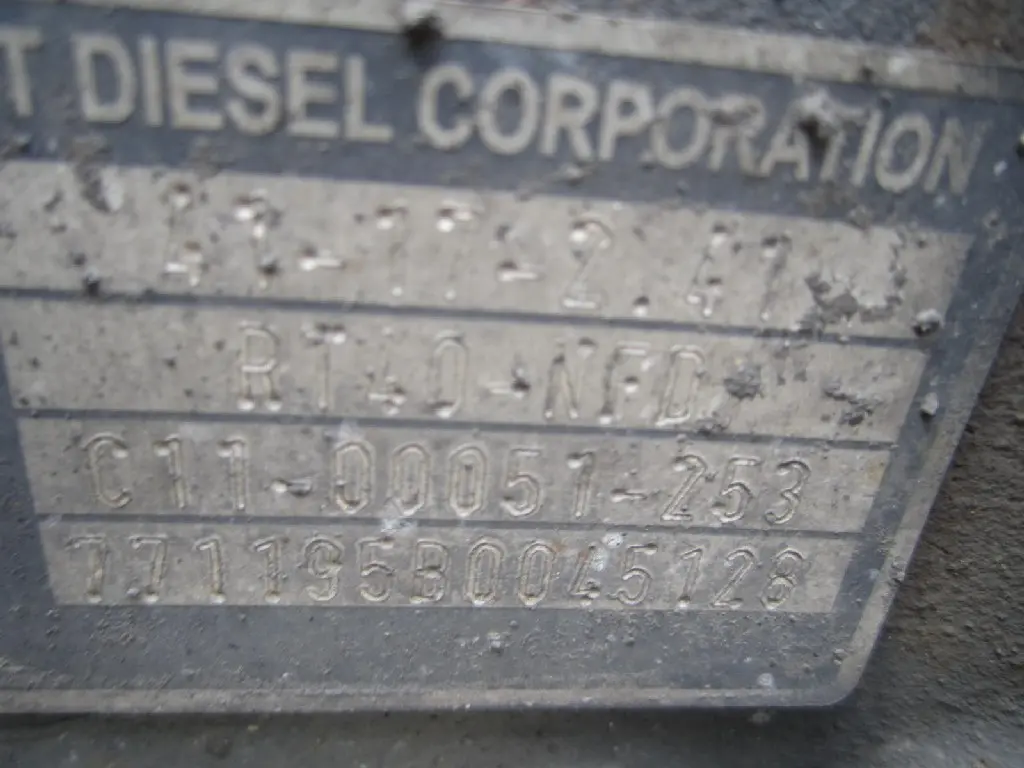 T DIESEL CORPORATION
RT40-NFD
C11-00051-253
771195B0045128